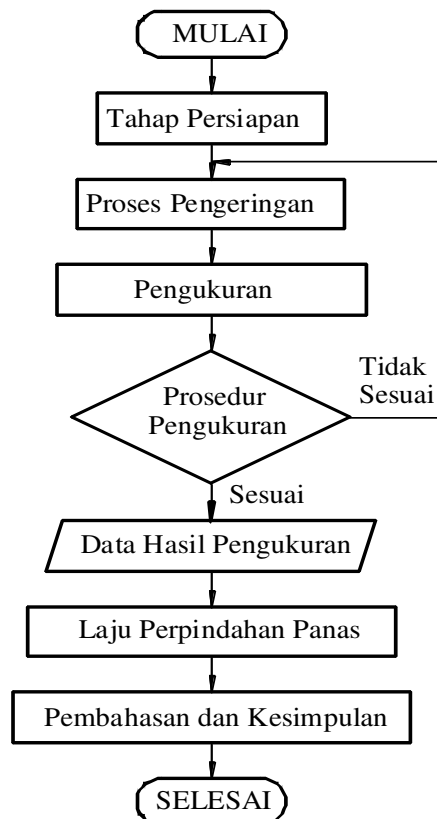 MULAI
Tahap Persiapan
Proses Pengeringan
Pengukuran
Prosedur
Pengukuran
Tidak
Sesuai
Sesuai
Data Hasil Pengukuran
Laju Perpindahan Panas
Pembahasan dan Kesimpulan
SELESAI